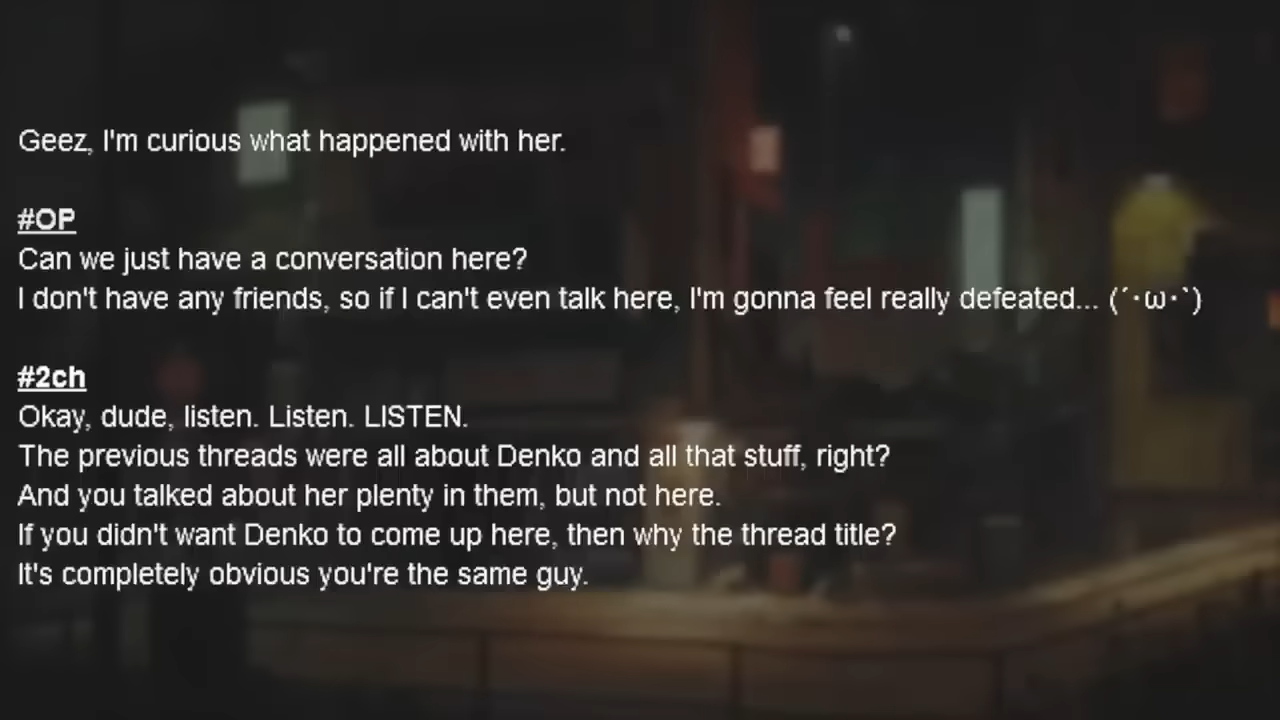 Geez, I'm curious what happened with her.
#OP
Can we just have a conversation here?
I don't have any friends, so if I can't even talk here, I'm gonna feel really defeated... (´･ω･`)
#2ch
Okay, dude, listen. Listen. LISTEN.
The previous threads were all about Denko and all that stuff, right?
And you talked about her plenty in them, but not here.
If you didn't want Denko to come up here, then why the thread title?
It's completely obvious you're the same guy.